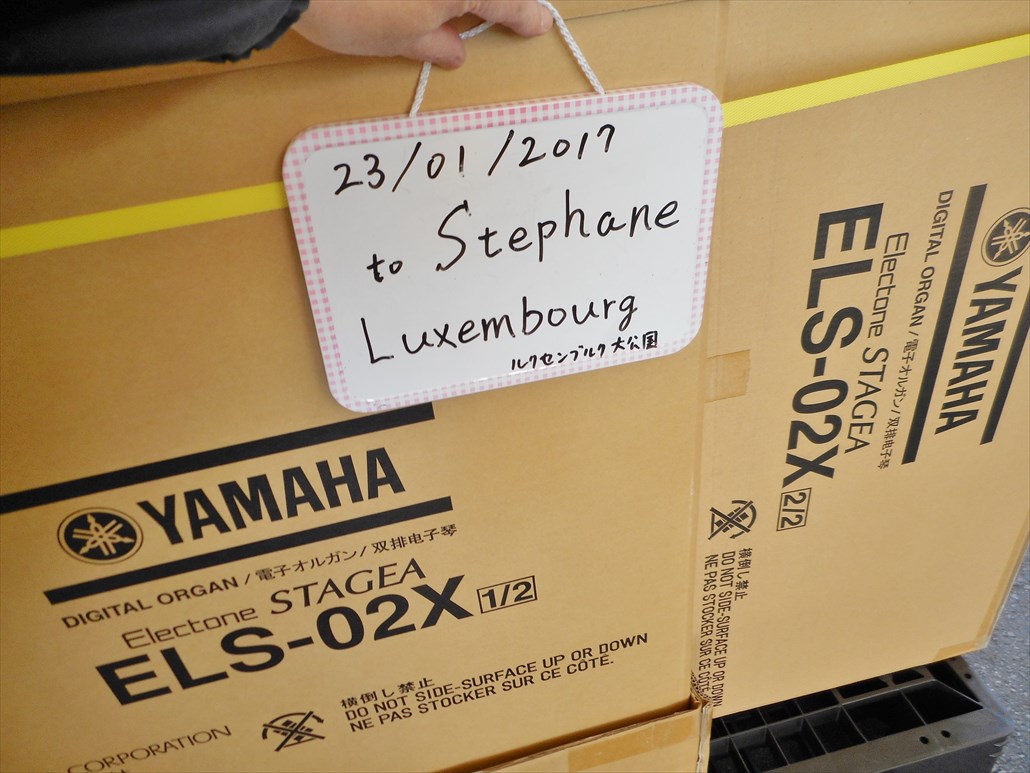 23/01/2017
to Stephane
Luxembourg
ルクセンブルク大公国
YAMAHA
DIGITAL ORGAN / 電子オルガン / 双排电子琴
Electone STAGEA
ELS-02X 1/2
横倒し禁止
DO NOT SIDE-SURFACE UP OR DOWN
NE PAS STOCKER SUR CE CÔTÉ.
CORPORATION
YAMAHA
DIGITAL ORGAN / 電子オルガン / 双排电子琴
Electone STAGEA
ELS-02X 2/2
横倒し禁止
DO NOT SIDE-SURFACE UP OR DOWN
NE PAS STOCKER SUR CE CÔTÉ.